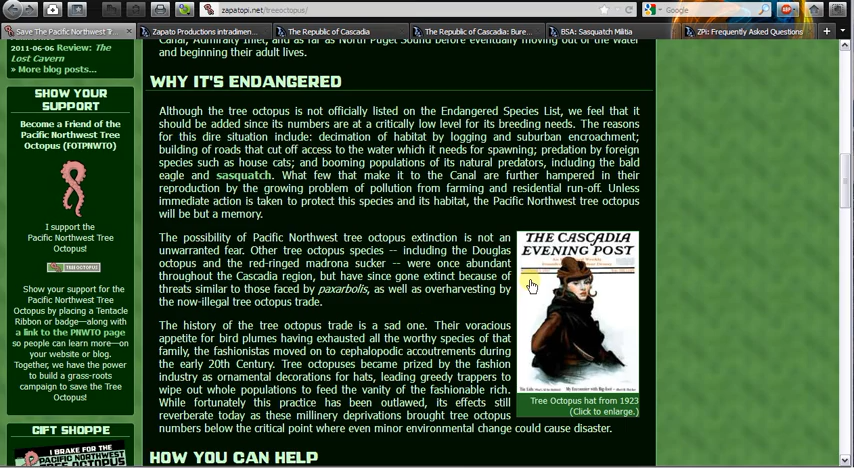 zapatopi.net/treeoctopus/
Google
Save The Pacific Northwest T
Zapato Productions intradimen...
The Republic of Cascadia
The Republic of Cascadia: Bure...
BSA: Sasquatch Militia
ZPi: Frequently Asked Questions
2011-06-06 Review: The
Lost Cavern
» More blog posts...
SHOW YOUR
SUPPORT
Become a Friend of the
Pacific Northwest Tree
Octopus (FOTPNWTO)
I support the
Pacific Northwest Tree
Octopus!
TREE OCTOPUS
Show your support for the
Pacific Northwest Tree
Octopus by placing a Tentacle
Ribbon or badge—along with
a link to the PNWTO page
so people can learn more—on
your website or blog.
Together, we have the power
to build a grass-roots
campaign to save the Tree
Octopus!
GIFT SHOPPE
I BRAKE FOR THE
Canal, Admiralty Inlet, and as far as North Puget Sound before eventually moving out of the water
and beginning their adult lives.
WHY IT'S ENDANGERED
Although the tree octopus is not officially listed on the Endangered Species List, we feel that it
should be added since its numbers are at a critically low level for its breeding needs. The reasons
for this dire situation include: decimation of habitat by logging and suburban encroachment;
building of roads that cut off access to the water which it needs for spawning; predation by foreign
species such as house cats; and booming populations of its natural predators, including the bald
eagle and sasquatch. What few that make it to the Canal are further hampered in their
reproduction by the growing problem of pollution from farming and residential run-off. Unless
immediate action is taken to protect this species and its habitat, the Pacific Northwest tree octopus
will be but a memory.
The possibility of Pacific Northwest tree octopus extinction is not an
unwarranted fear. Other tree octopus species -- including the Douglas
octopus and the red-ringed madrona sucker -- were once abundant
throughout the Cascadia region, but have since gone extinct because of
threats similar to those faced by paxarbolis, as well as overharvesting by
the now-illegal tree octopus trade.
The history of the tree octopus trade is a sad one. Their voracious
appetite for bird plumes having exhausted all the worthy species of that
family, the fashionistas moved on to cephalopodic accoutrements during
the early 20th Century. Tree octopuses became prized by the fashion
industry as ornamental decorations for hats, leading greedy trappers to
wipe out whole populations to feed the vanity of the fashionable rich.
While fortunately this practice has been outlawed, its effects still
reverberate today as these millinery deprivations brought tree octopus
numbers below the critical point where even minor environmental change could cause disaster.
THE CASCADIA
EVENING POST
Tree Octopus hat from 1923
(Click to enlarge.)
HOW YOU CAN HELP